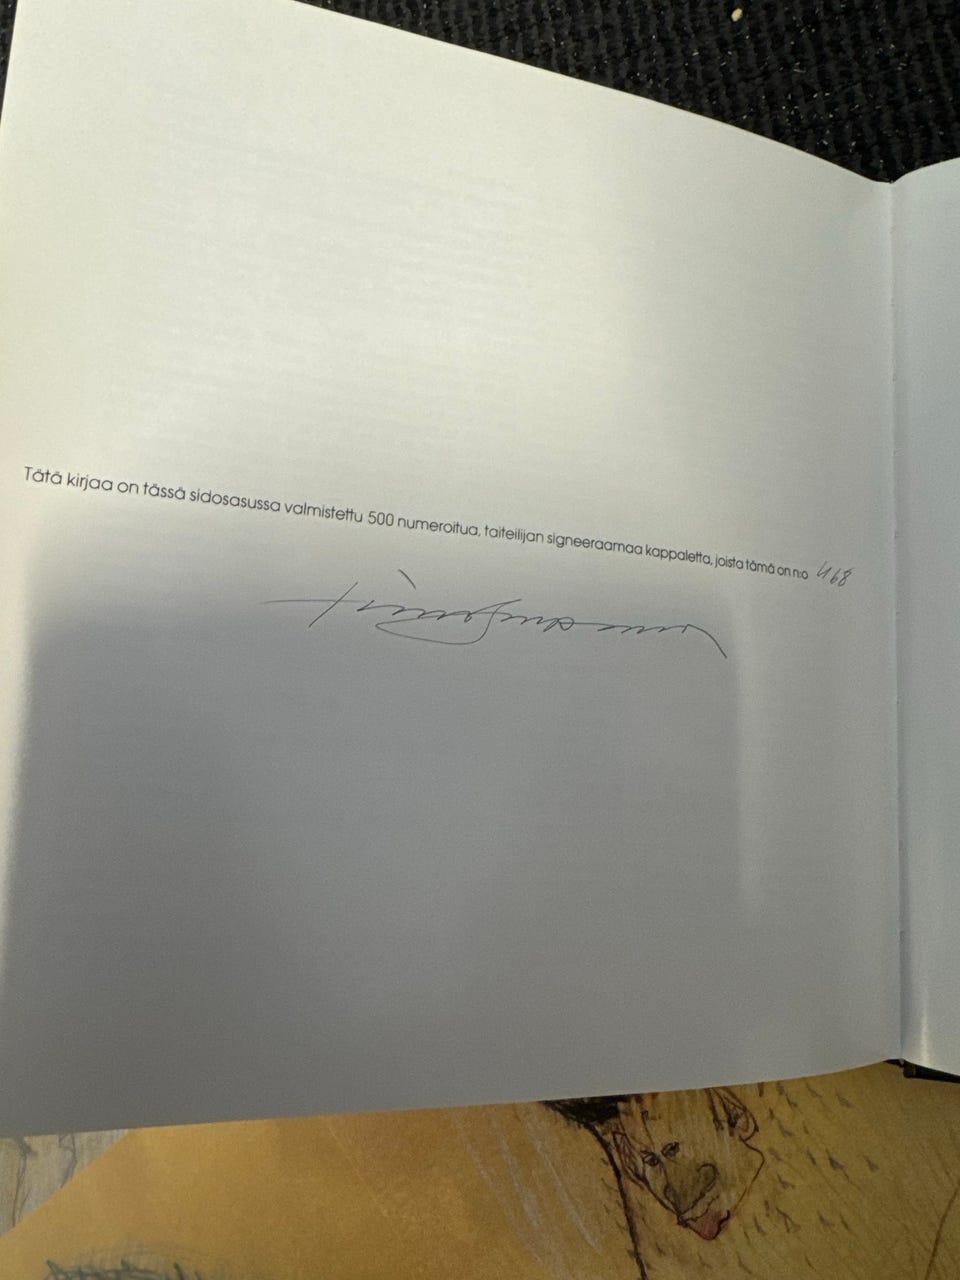 Tätä kirjaa on tässä sidosasussa valmistettu 500 numeroitua, taiteilijan signeeraamaa kappaletta, joista tämä on n:o 468